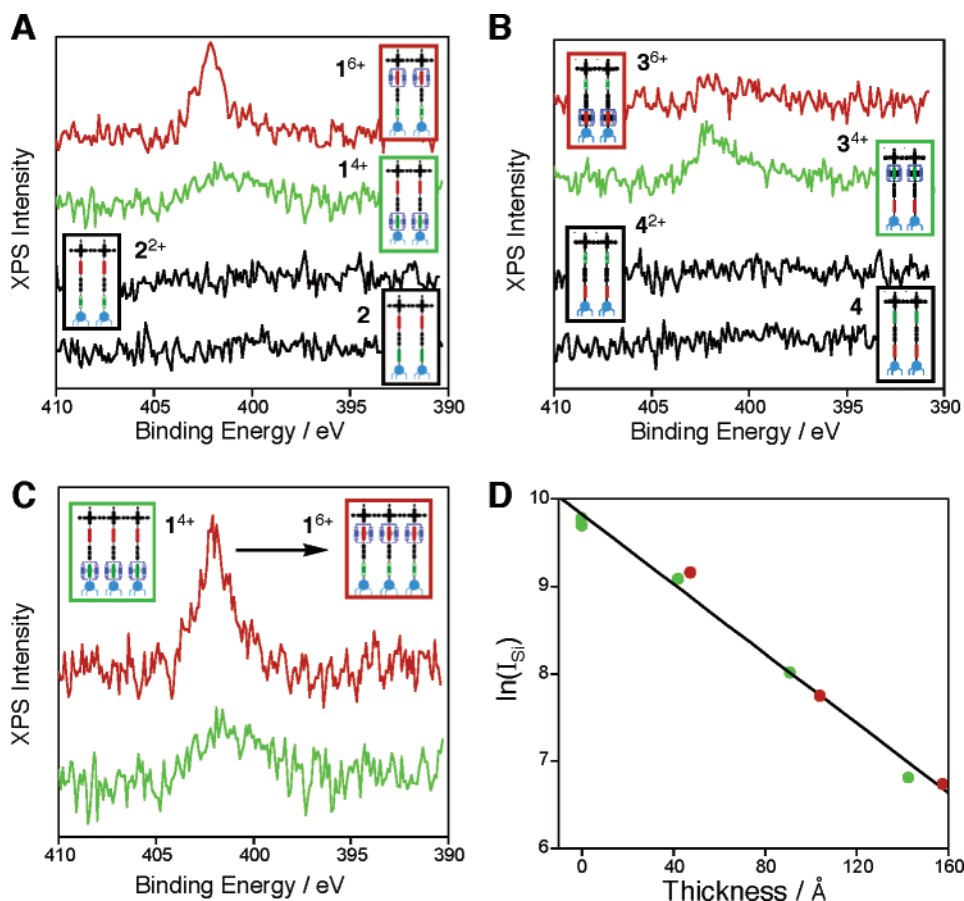 A
1⁶⁺
1⁴⁺
2²⁺
2
XPS Intensity
410 405 400 395 390
Binding Energy / eV
B
3⁶⁺
3⁴⁺
4²⁺
4
XPS Intensity
410 405 400 395 390
Binding Energy / eV
C
1⁴⁺ 1⁶⁺
XPS Intensity
410 405 400 395 390
Binding Energy / eV
D
10
9
8
7
6
ln(I_Si)
0 40 80 120 160
Thickness / Å